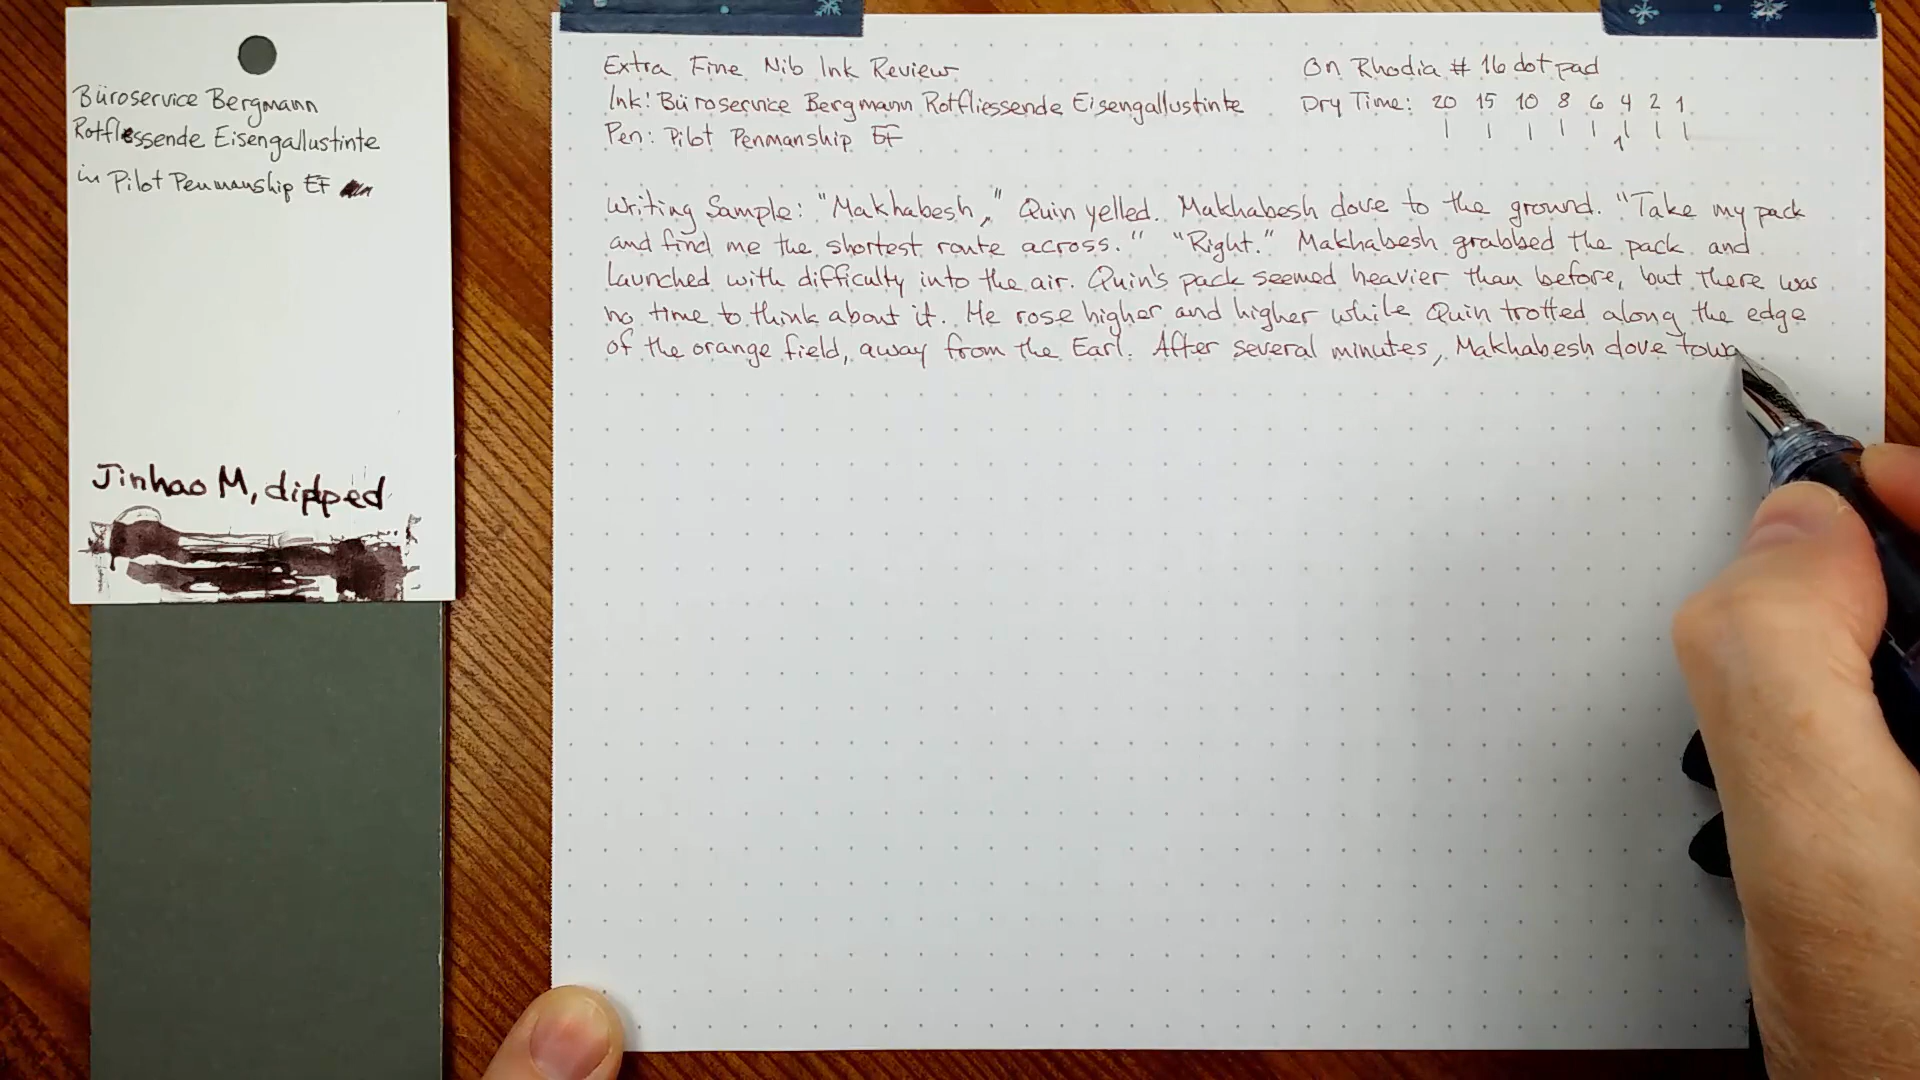 Büroservice Bergmann
Rotfliessende Eisengallustinte
in Pilot Penmanship EF
Jinhao M, dipped
Extra Fine Nib Ink Review
Ink: Büroservice Bergmann Rotfliessende Eisengallustinte
Pen: Pilot Penmanship EF
On Rhodia # 16 dot pad
Dry Time: 20 15 10 8 6 4 2 1
Writing Sample: "Makhabesh," Quin yelled. Makhabesh dove to the ground. "Take my pack
and find me the shortest route across." "Right." Makhabesh grabbed the pack and
launched with difficulty into the air. Quin's pack seemed heavier than before, but there was
no time to think about it. He rose higher and higher while Quin trotted along the edge
of the orange field, away from the Earl. After several minutes, Makhabesh dove towa